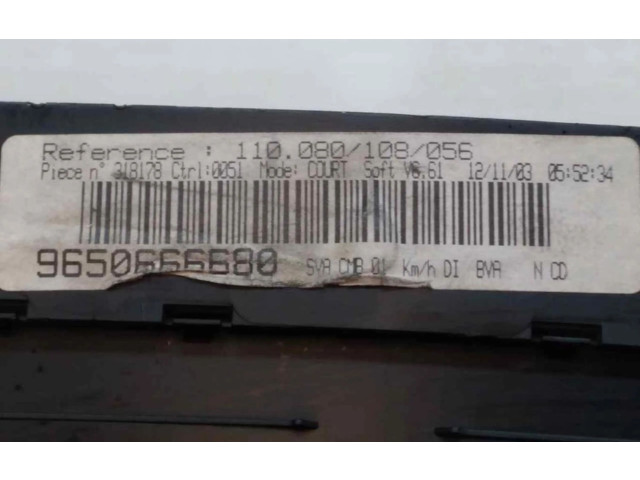 Reference : 110.080/108/056
Piece n° 318178 Ctrl:0051 Mode: COURT Soft V6.61 12/11/03 05:52:34
9650666680 SVA CMB 01 Km/h DI BVA N CD